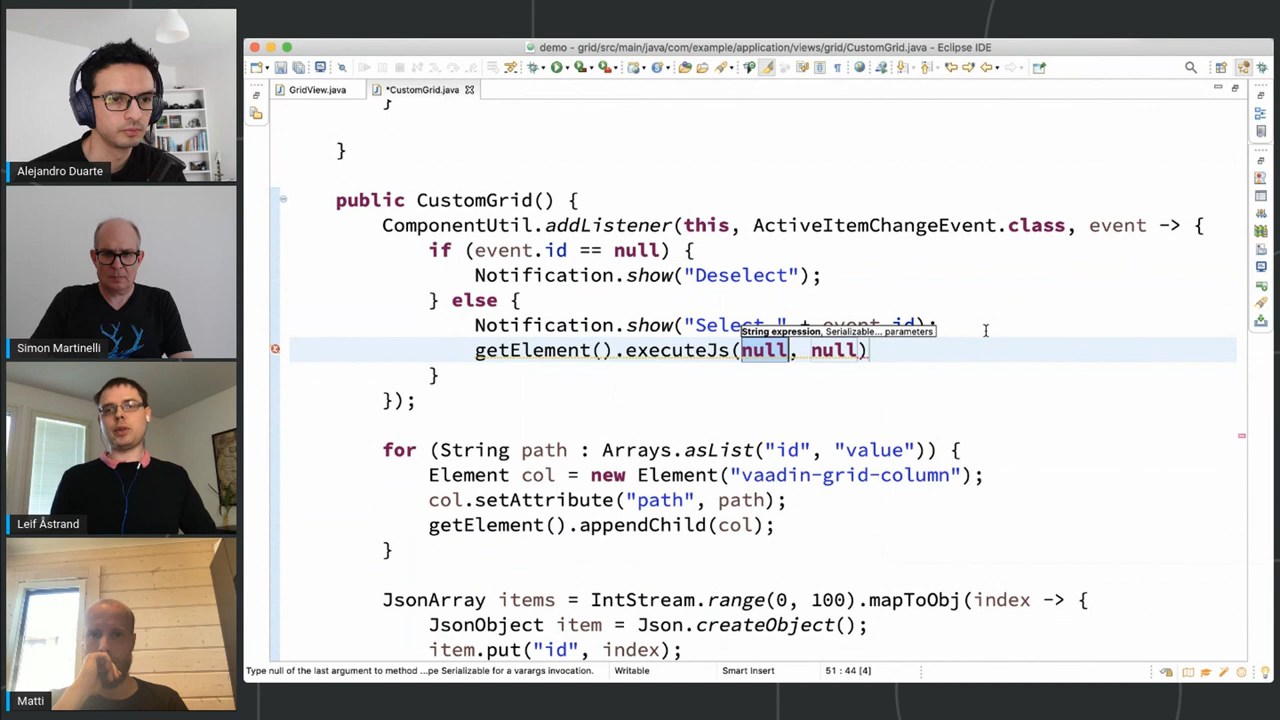 demo - grid/src/main/java/com/example/application/views/grid/CustomGrid.java - Eclipse IDE
GridView.java
*CustomGrid.java
}
}
public CustomGrid() {
ComponentUtil.addListener(this, ActiveItemChangeEvent.class, event -> {
if (event.id == null) {
Notification.show("Deselect");
} else {
Notification.show("Select " + event.id);
String expression, Serializable... parameters
getElement().executeJs(null, null)
}
});
for (String path : Arrays.asList("id", "value")) {
Element col = new Element("vaadin-grid-column");
col.setAttribute("path", path);
getElement().appendChild(col);
}
JsonArray items = IntStream.range(0, 100).mapToObj(index -> {
JsonObject item = Json.createObject();
item.put("id", index);
Type null of the last argument to method ...pe Serializable for a varargs invocation.
Writable
Smart Insert
51 : 44 [4]
Alejandro Duarte
Simon Martinelli
Leif Åstrand
Matti